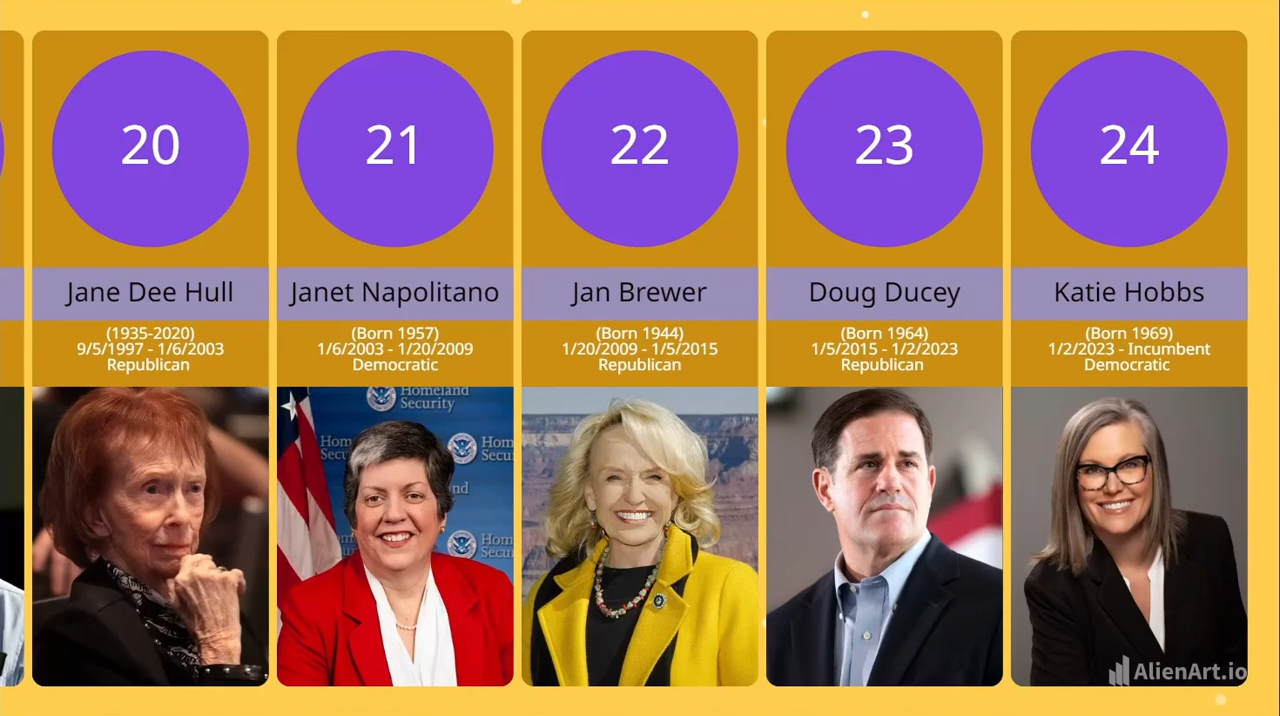 20
21
22
23
24
Jane Dee Hull
Janet Napolitano
Jan Brewer
Doug Ducey
Katie Hobbs
(1935-2020)
9/5/1997 - 1/6/2003
Republican
(Born 1957)
1/6/2003 - 1/20/2009
Democratic
(Born 1944)
1/20/2009 - 1/5/2015
Republican
(Born 1964)
1/5/2015 - 1/2/2023
Republican
(Born 1969)
1/2/2023 - Incumbent
Democratic
Homeland
Security
AlienArt.io